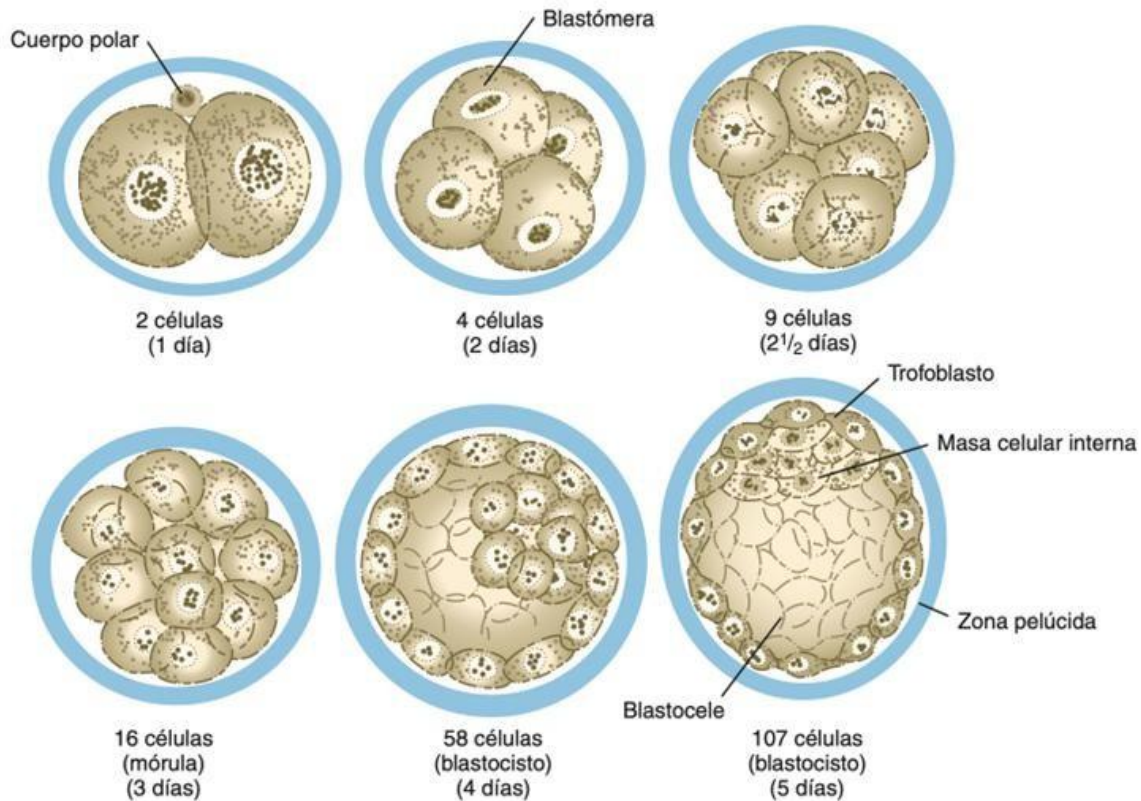 Cuerpo polar
Blastómera
2 células
(1 día)
4 células
(2 días)
9 células
(2¹/₂ días)
Trofoblasto
Masa celular interna
Zona pelúcida
Blastocele
16 células
(mórula)
(3 días)
58 células
(blastocisto)
(4 días)
107 células
(blastocisto)
(5 días)